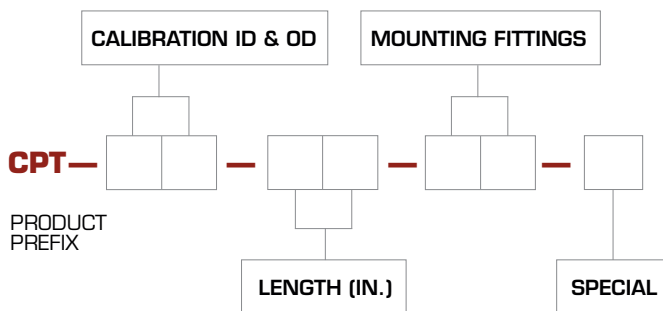 CALIBRATION ID & OD
MOUNTING FITTINGS
CPT— — — —
PRODUCT
PREFIX
LENGTH (IN.)
SPECIAL